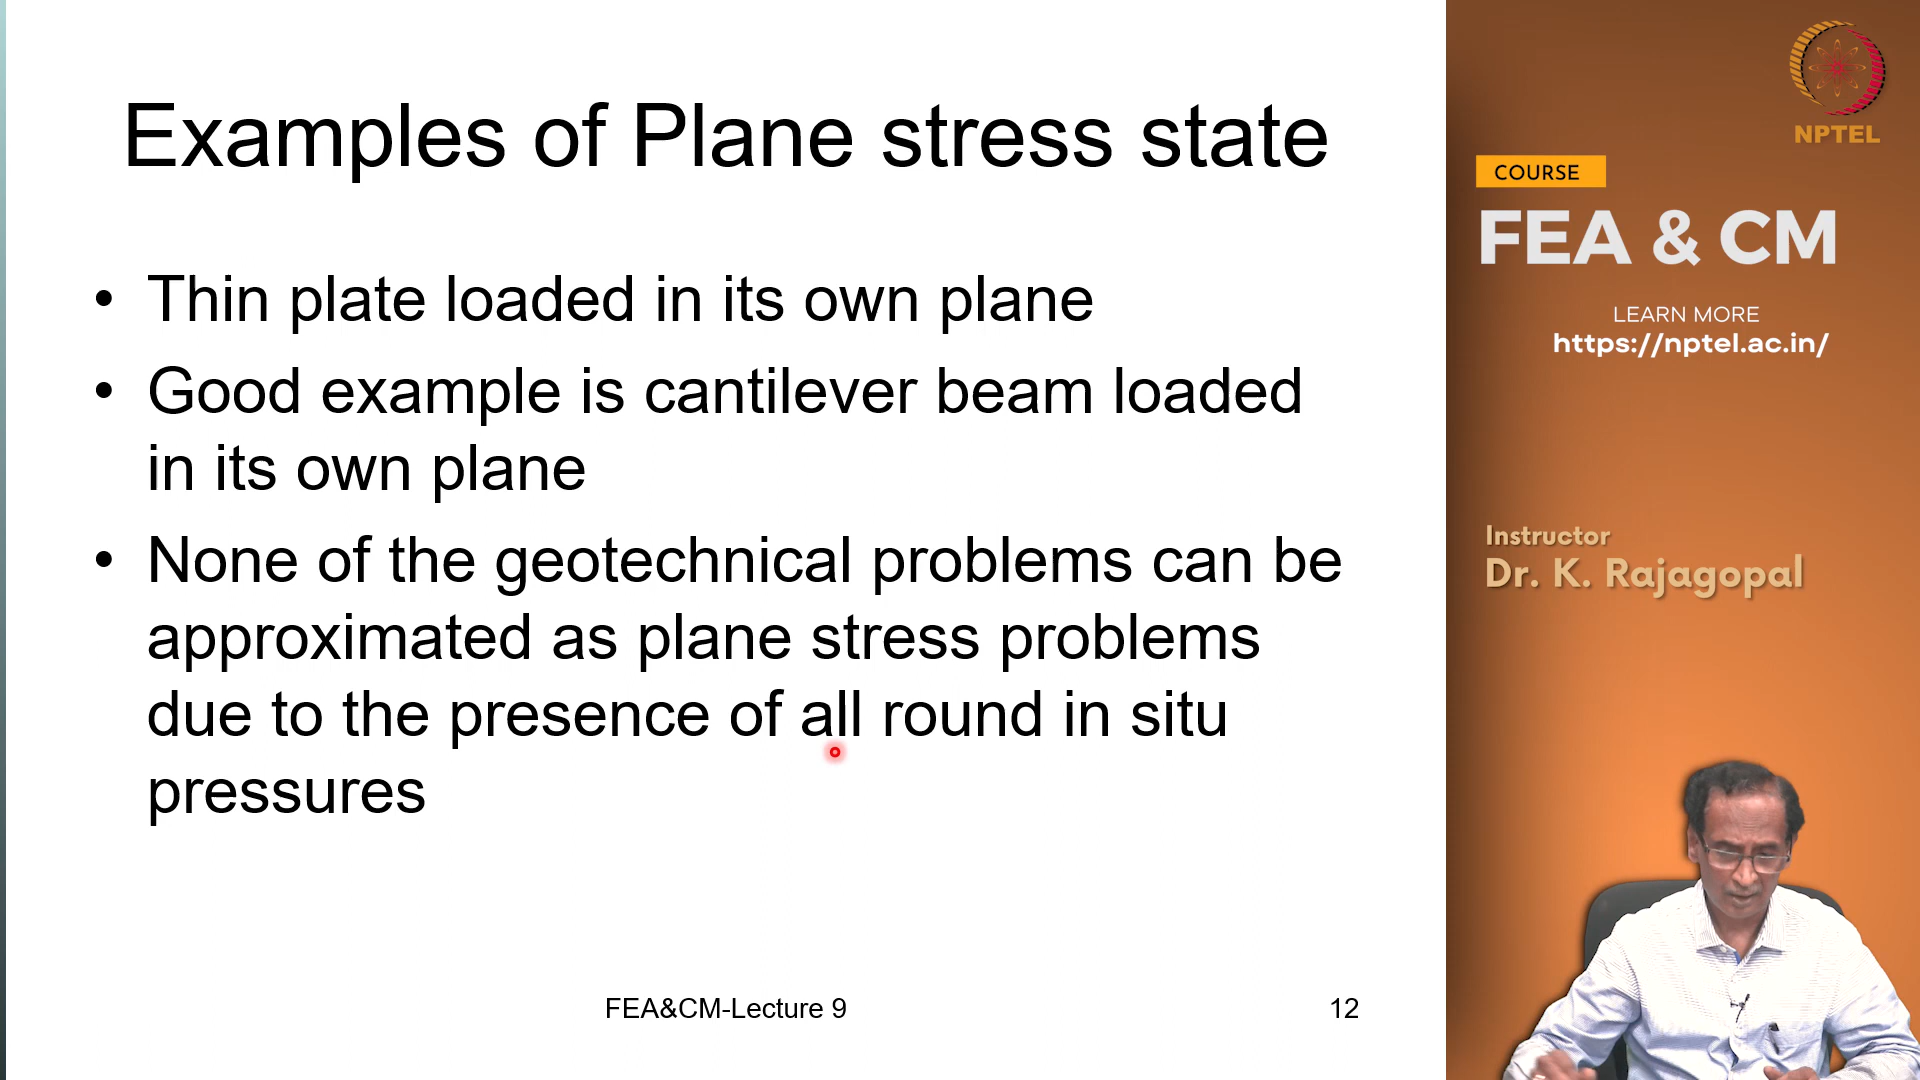 Examples of Plane stress state
• Thin plate loaded in its own plane
• Good example is cantilever beam loaded
in its own plane
• None of the geotechnical problems can be
approximated as plane stress problems
due to the presence of all round in situ
pressures
FEA&CM-Lecture 9
12
NPTEL
COURSE
FEA & CM
LEARN MORE
https://nptel.ac.in/
Instructor
Dr. K. Rajagopal